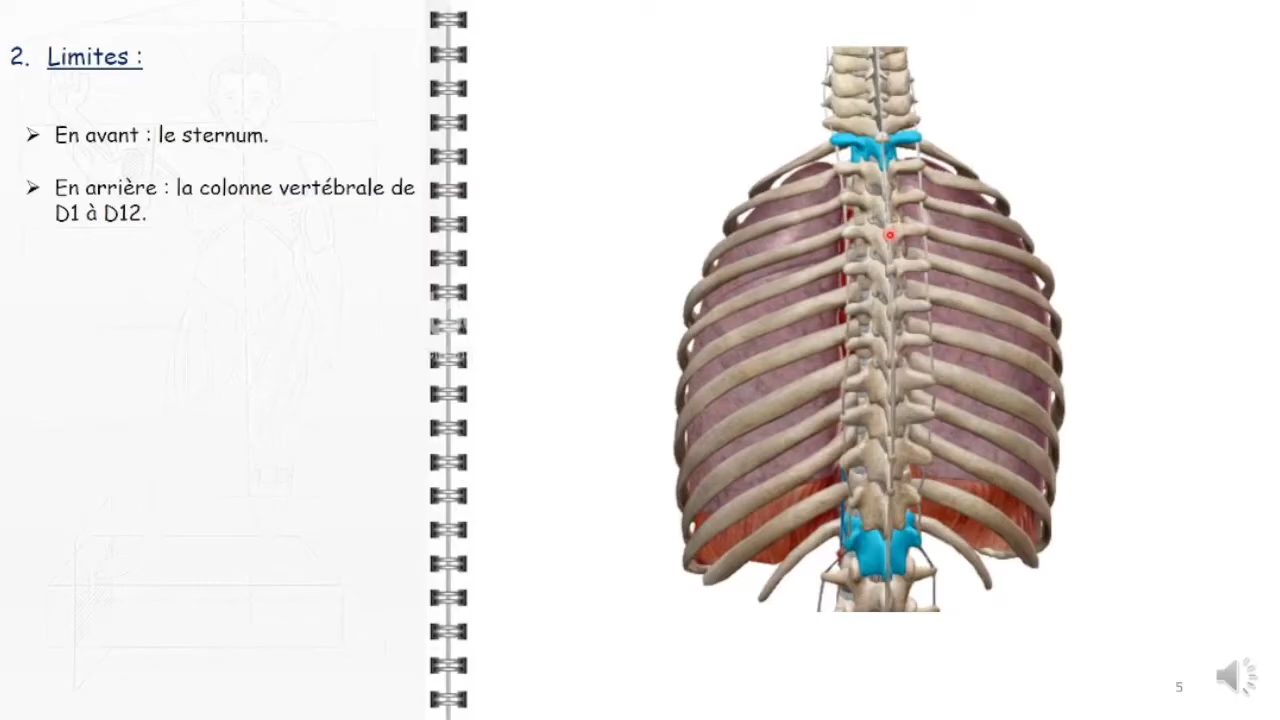 2. Limites :
➢ En avant : le sternum.
➢ En arrière : la colonne vertébrale de
D1 à D12.
5